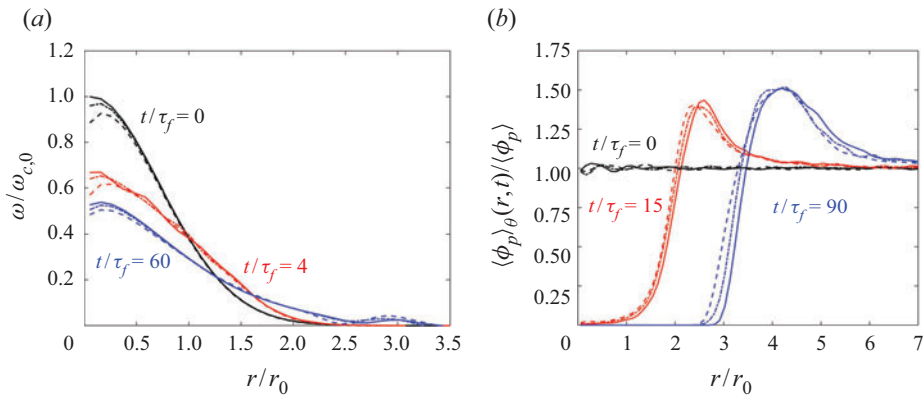 (a)
1.2
1.0
0.8
0.6
0.4
0.2
0
0.5
1.0
1.5
2.0
2.5
3.0
3.5
ω/ω_{c,0}
r/r_0
t/τ_f = 0
t/τ_f = 4
t/τ_f = 60
(b)
1.75
1.50
1.25
1.00
0.75
0.50
0.25
0
1
2
3
4
5
6
7
⟨ϕ_p⟩_θ(r, t)/⟨ϕ_p⟩
r/r_0
t/τ_f = 0
t/τ_f = 15
t/τ_f = 90